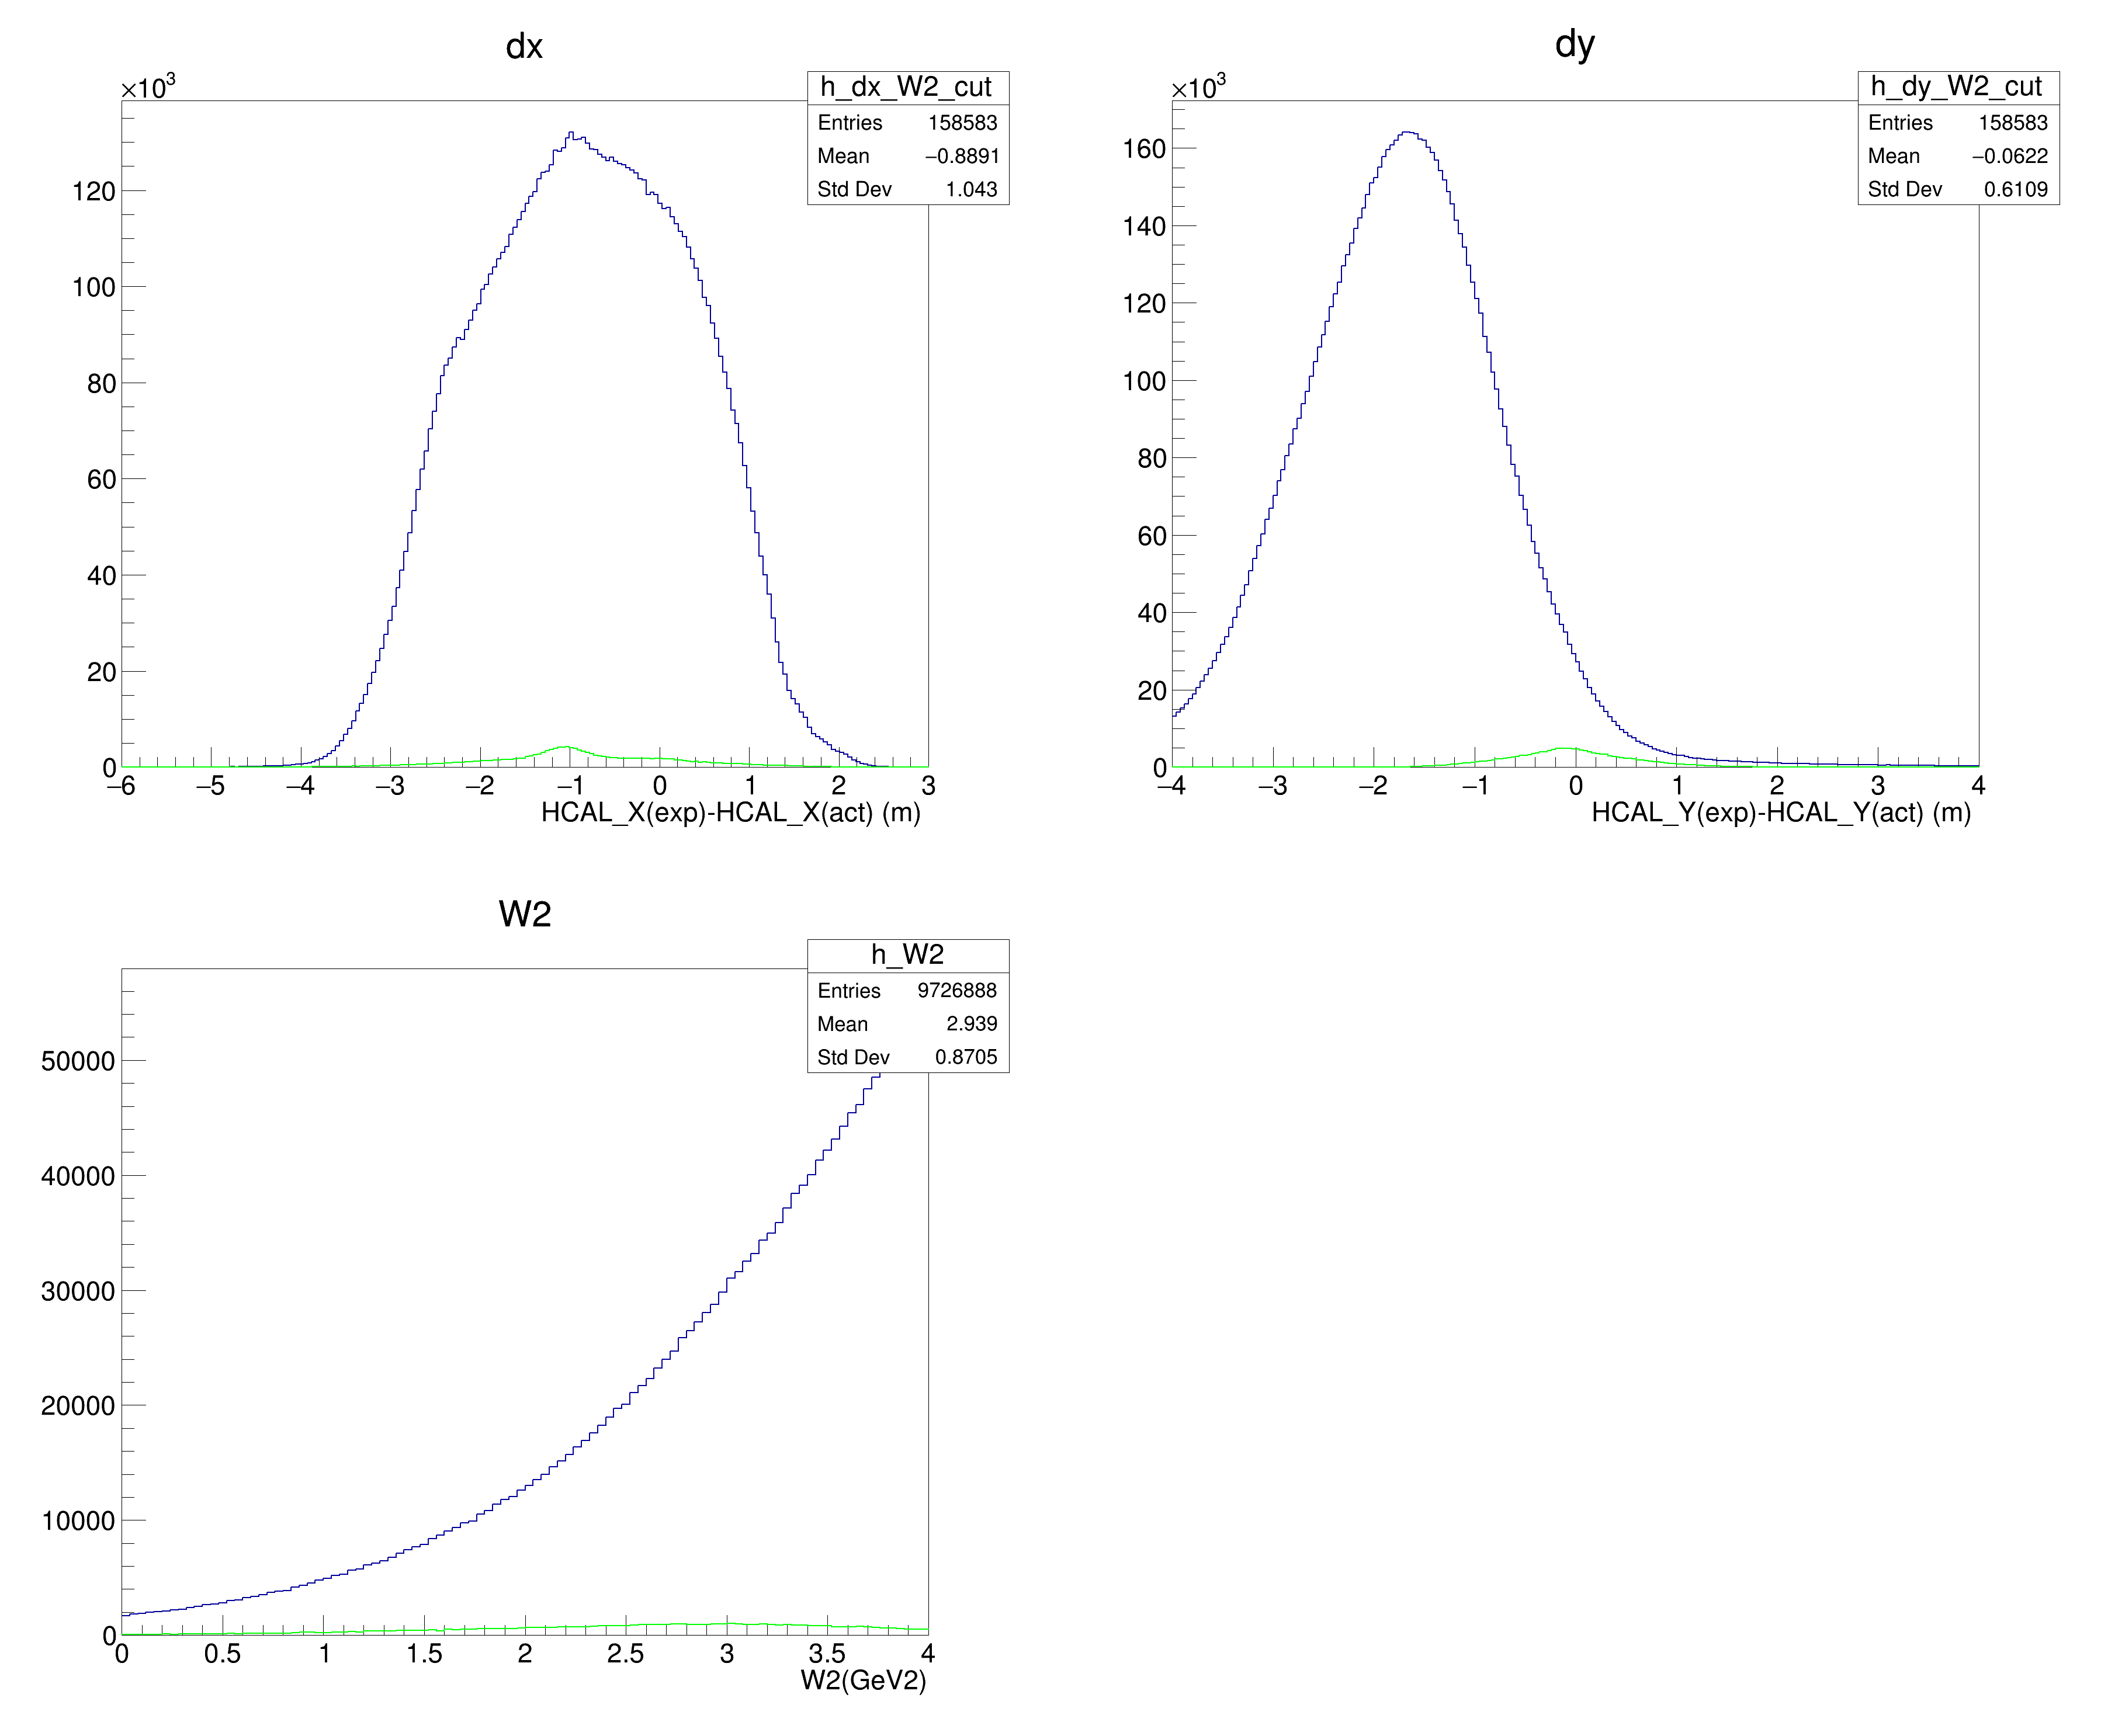 dx
×10³
h_dx_W2_cut
Entries 158583
Mean −0.8891
Std Dev 1.043
120
100
80
60
40
20
0
−6 −5 −4 −3 −2 −1 0 1 2 3
HCAL_X(exp)-HCAL_X(act) (m)
dy
×10³
h_dy_W2_cut
Entries 158583
Mean −0.0622
Std Dev 0.6109
160
140
120
100
80
60
40
20
0
−4 −3 −2 −1 0 1 2 3 4
HCAL_Y(exp)-HCAL_Y(act) (m)
W2
h_W2
Entries 9726888
Mean 2.939
Std Dev 0.8705
50000
40000
30000
20000
10000
0
0 0.5 1 1.5 2 2.5 3 3.5 4
W2(GeV2)